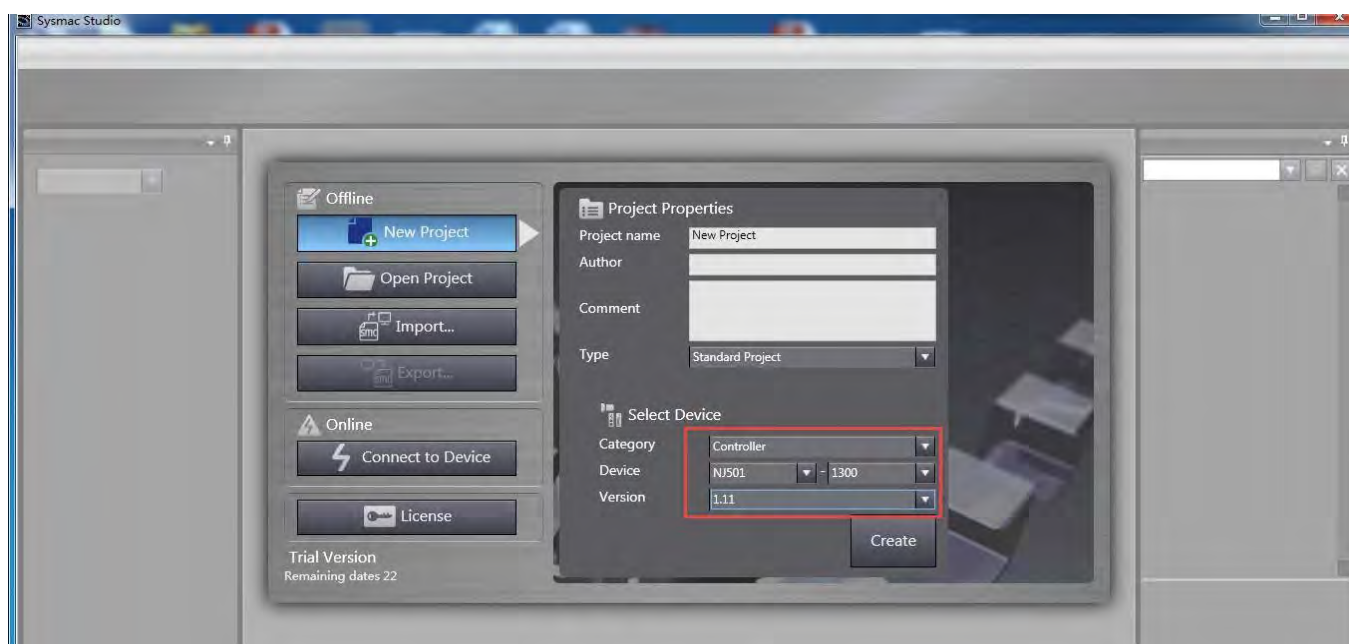 Sysmac Studio
Offline
New Project
Open Project
Import...
Export...
Online
Connect to Device
License
Trial Version
Remaining dates 22
Project Properties
Project name New Project
Author
Comment
Type Standard Project
Select Device
Category Controller
Device NJ501 - 1300
Version 1.11
Create